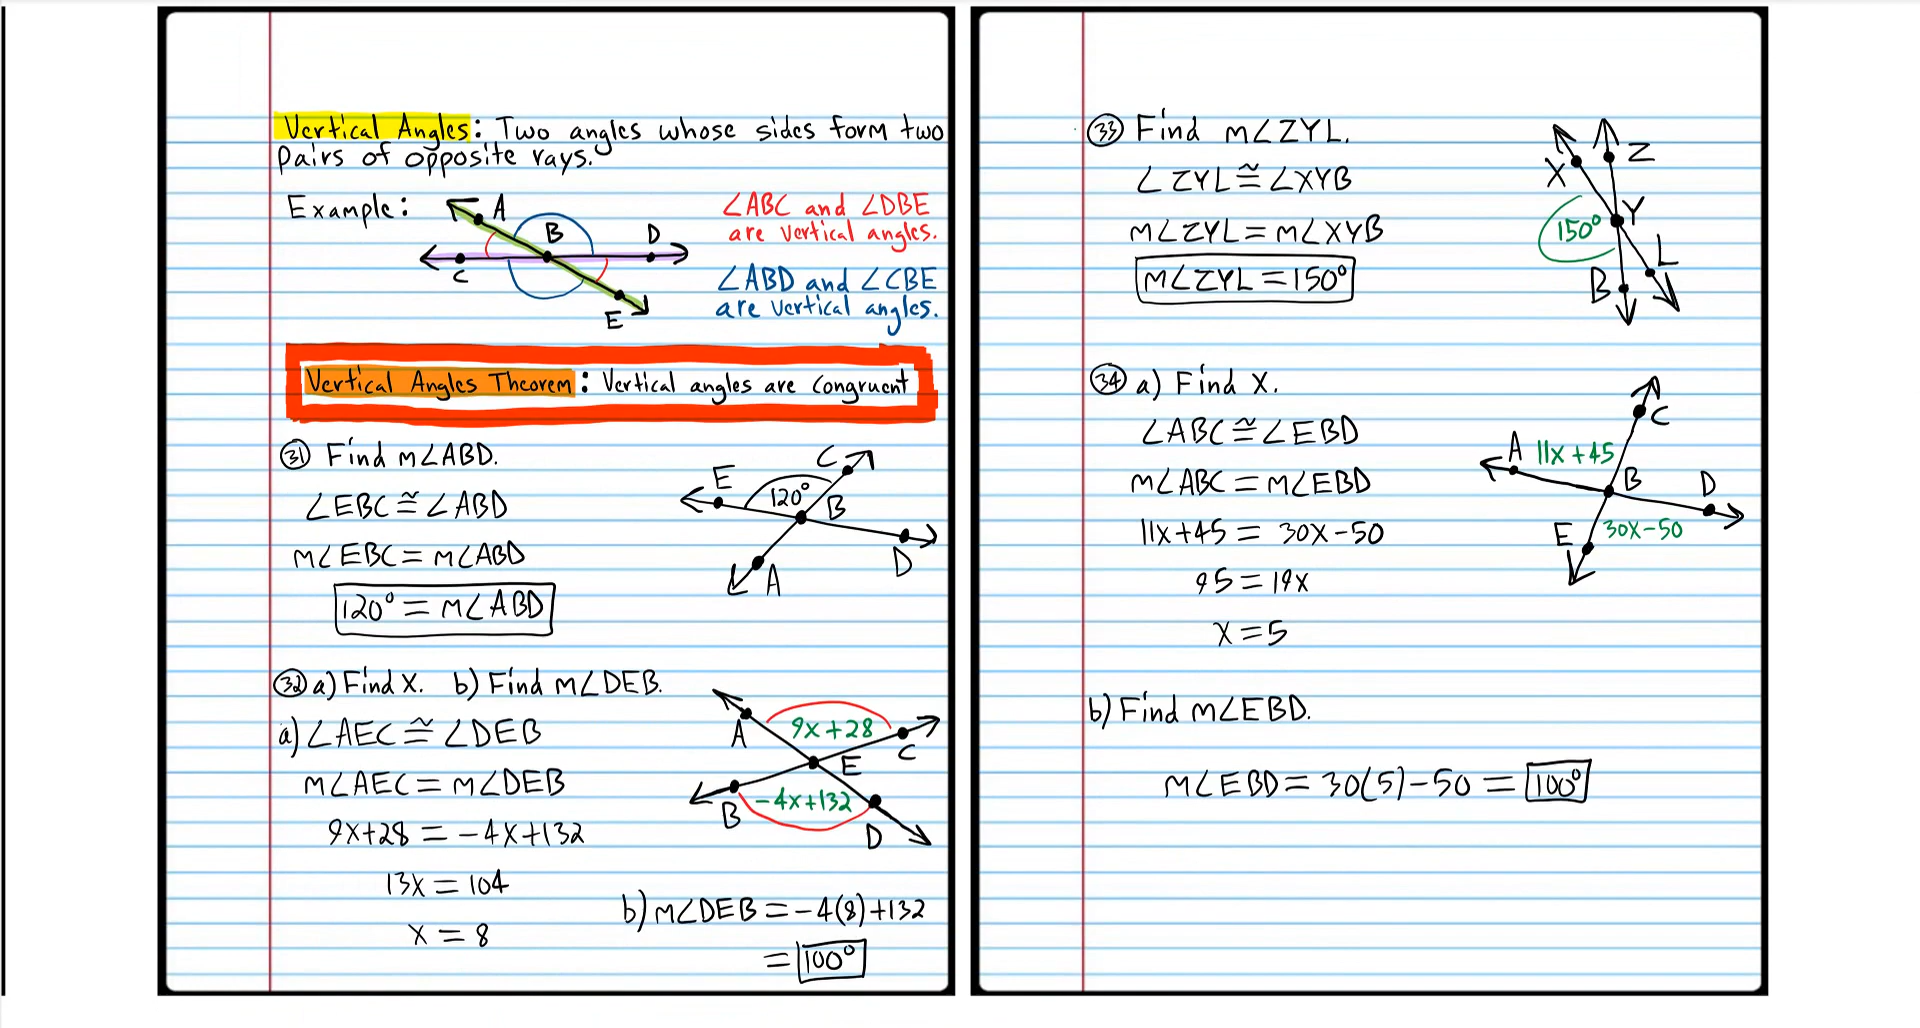 Vertical Angles: Two angles whose sides form two
pairs of opposite rays.
Example:
A
B
D
C
E
∠ABC and ∠DBE
are vertical angles.
∠ABD and ∠CBE
are vertical angles.
Vertical Angles Theorem: Vertical angles are congruent
31 Find m∠ABD.
∠EBC ≅ ∠ABD
m∠EBC = m∠ABD
120° = m∠ABD
C
E
120°
B
D
A
32 a) Find x. b) Find m∠DEB.
a) ∠AEC ≅ ∠DEB
m∠AEC = m∠DEB
9x+28 = -4x+132
13x = 104
x = 8
A
9x+28
C
E
B
-4x+132
D
b) m∠DEB = -4(8)+132
= 100°
33 Find m∠ZYL.
∠ZYL ≅ ∠XYB
m∠ZYL = m∠XYB
m∠ZYL = 150°
X
Z
Y
150°
L
B
34 a) Find x.
∠ABC ≅ ∠EBD
m∠ABC = m∠EBD
11x+45 = 30x-50
95 = 19x
x = 5
C
A
11x+45
B
D
E
30x-50
b) Find m∠EBD.
m∠EBD = 30(5)-50 = 100°